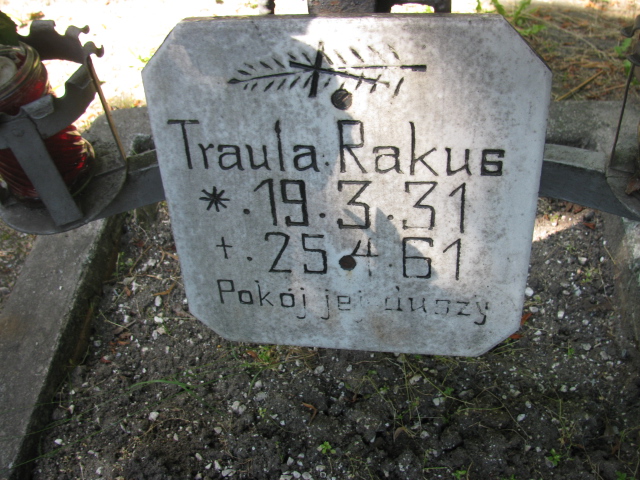 Traula Rakus
* 19.3.31
+ 25.4.61
Pokój jej duszy